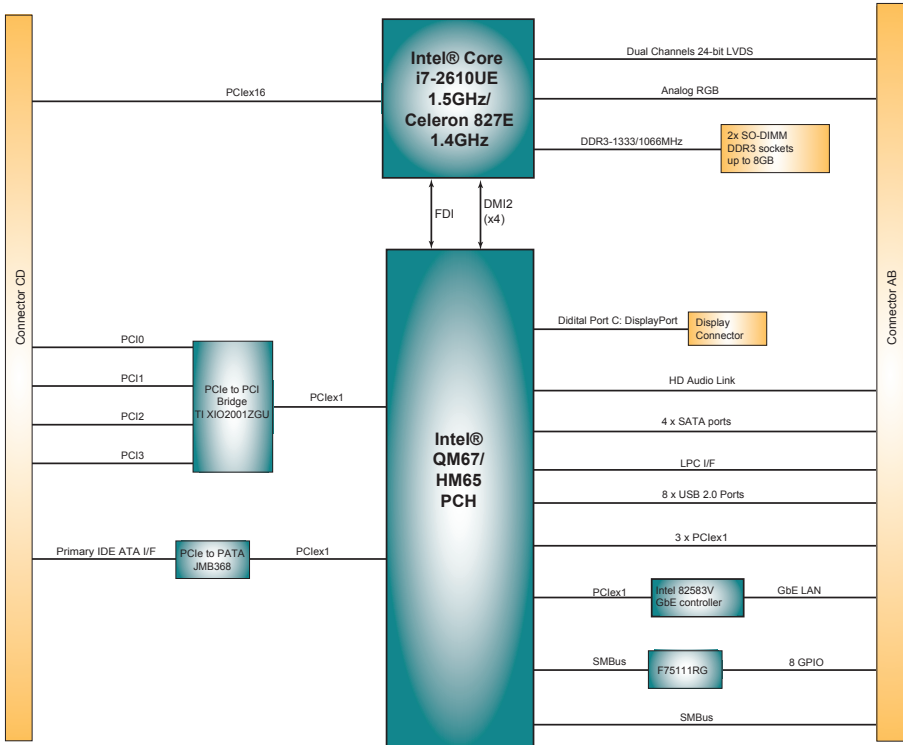 Intel® Core
i7-2610UE
1.5GHz/
Celeron 827E
1.4GHz
Dual Channels 24-bit LVDS
PCIex16
Analog RGB
DDR3-1333/1066MHz
2x SO-DIMM
DDR3 sockets
up to 8GB
FDI
DMI2
(x4)
Connector CD
Connector AB
Didital Port C: DisplayPort
Display
Connector
PCI0
PCI1
PCI2
PCI3
PCIe to PCI
Bridge
TI XIO2001ZGU
PCIex1
HD Audio Link
4 x SATA ports
Intel®
QM67/
HM65
PCH
LPC I/F
8 x USB 2.0 Ports
3 x PCIex1
Primary IDE ATA I/F
PCIe to PATA
JMB368
PCIex1
PCIex1
Intel 82583V
GbE controller
GbE LAN
SMBus
F75111RG
8 GPIO
SMBus